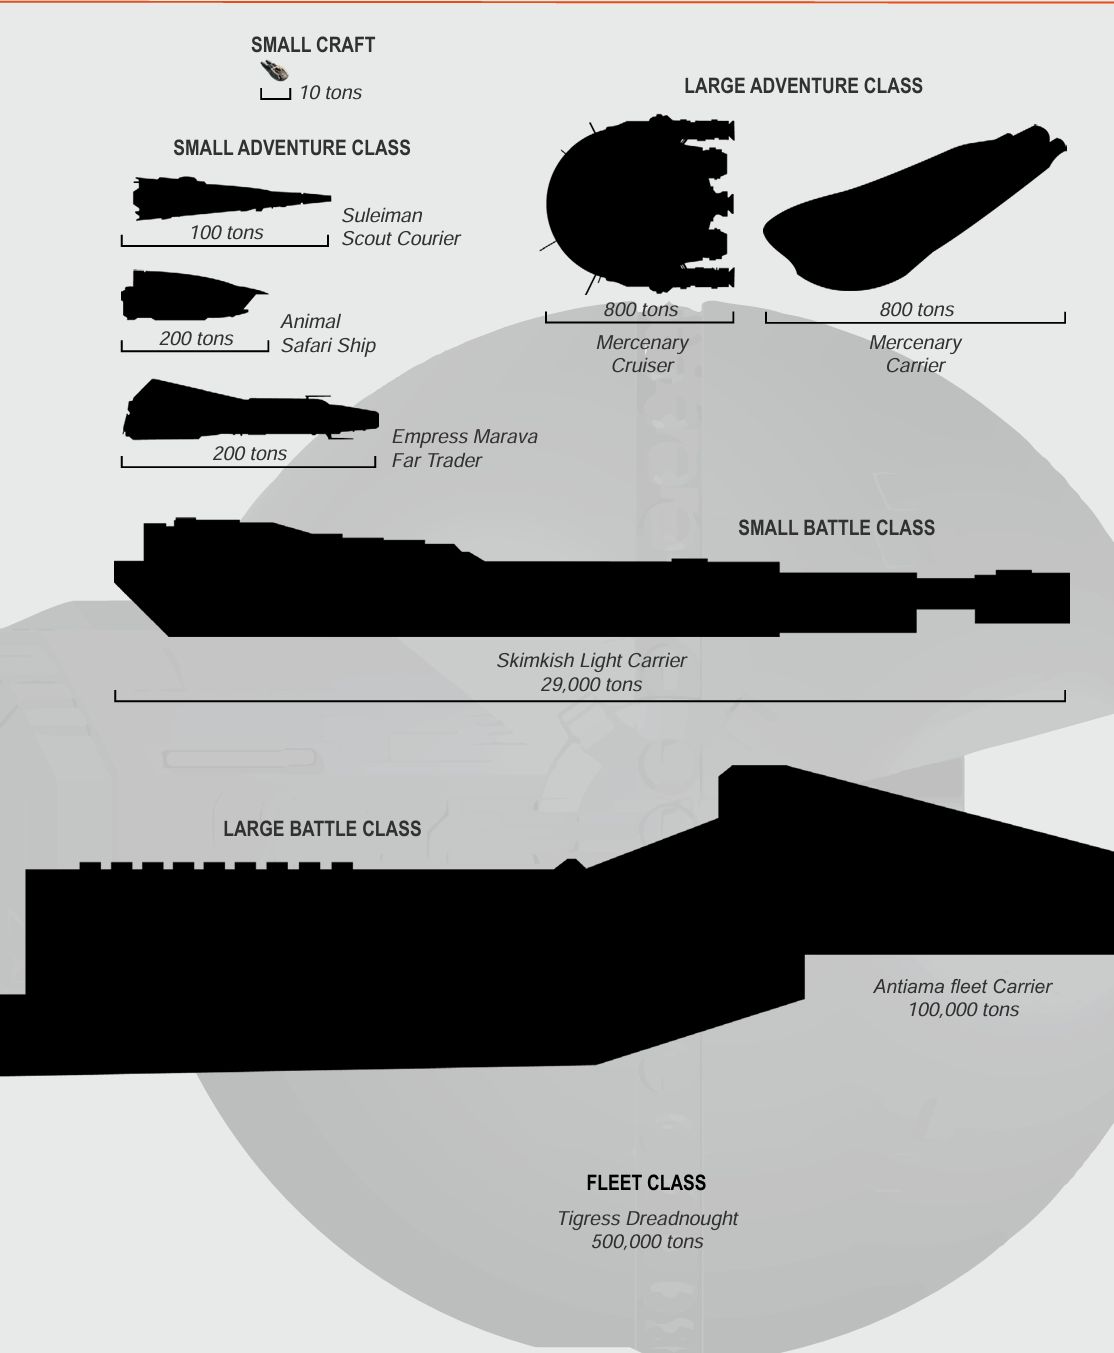 SMALL CRAFT
10 tons
SMALL ADVENTURE CLASS
100 tons
Suleiman
Scout Courier
200 tons
Animal
Safari Ship
200 tons
Empress Marava
Far Trader
LARGE ADVENTURE CLASS
800 tons
Mercenary
Cruiser
800 tons
Mercenary
Carrier
SMALL BATTLE CLASS
Skimkish Light Carrier
29,000 tons
LARGE BATTLE CLASS
Antiama fleet Carrier
100,000 tons
FLEET CLASS
Tigress Dreadnought
500,000 tons